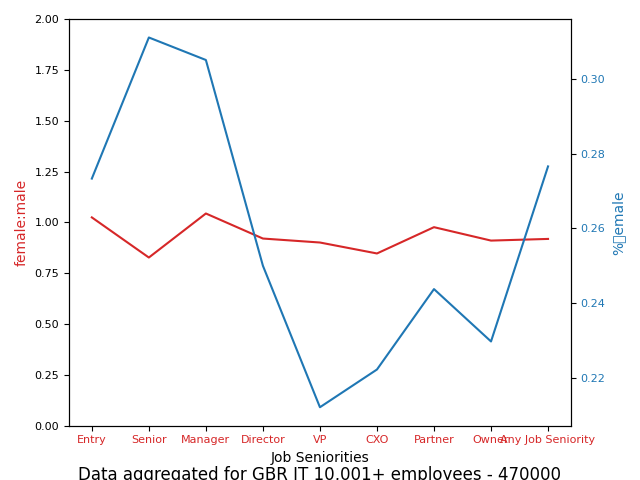 2.00
1.75
1.50
1.25
1.00
0.75
0.50
0.25
0.00
female:male
0.30
0.28
0.26
0.24
0.22
%￿emale
Entry Senior Manager Director VP CXO Partner Owner Any Job Seniority
Job Seniorities
Data aggregated for GBR IT 10.001+ employees - 470000